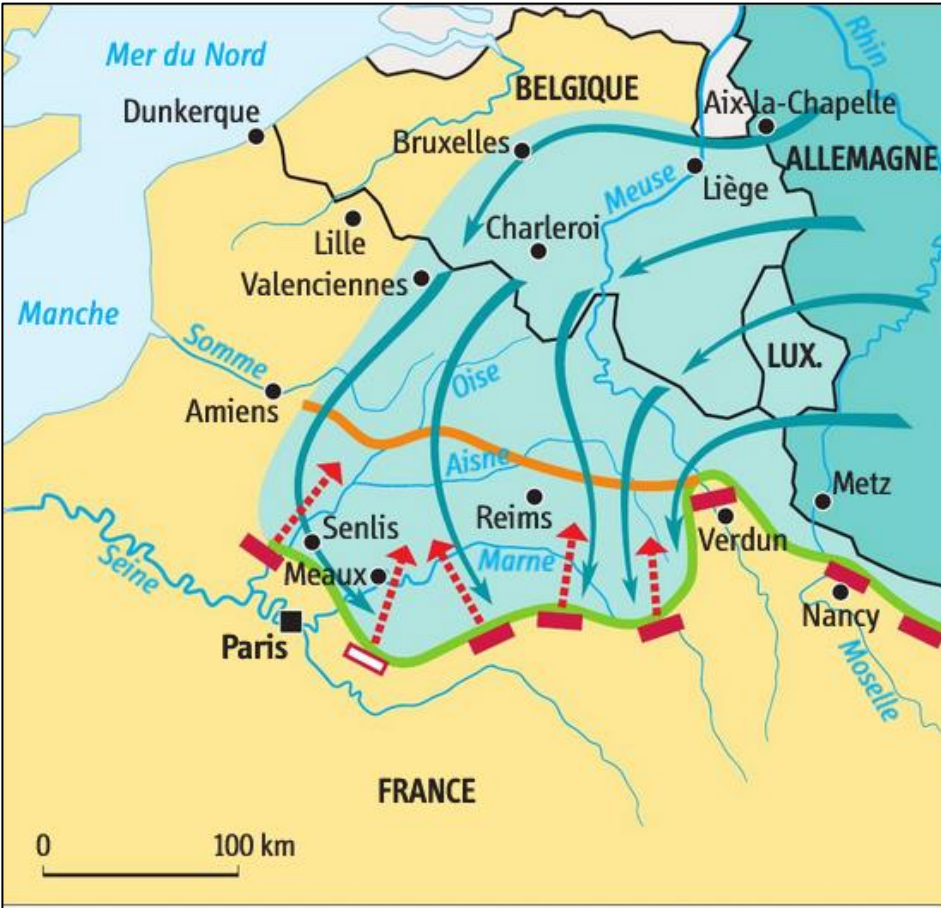 Mer du Nord
Rhin
BELGIQUE
Aix-la-Chapelle
Dunkerque
Bruxelles
ALLEMAGNE
Meuse
Liège
Lille
Charleroi
Valenciennes
Manche
Somme
LUX.
Oise
Amiens
Aisne
Metz
Reims
Senlis
Verdun
Marne
Seine
Meaux
Nancy
Paris
Moselle
FRANCE
0 100 km